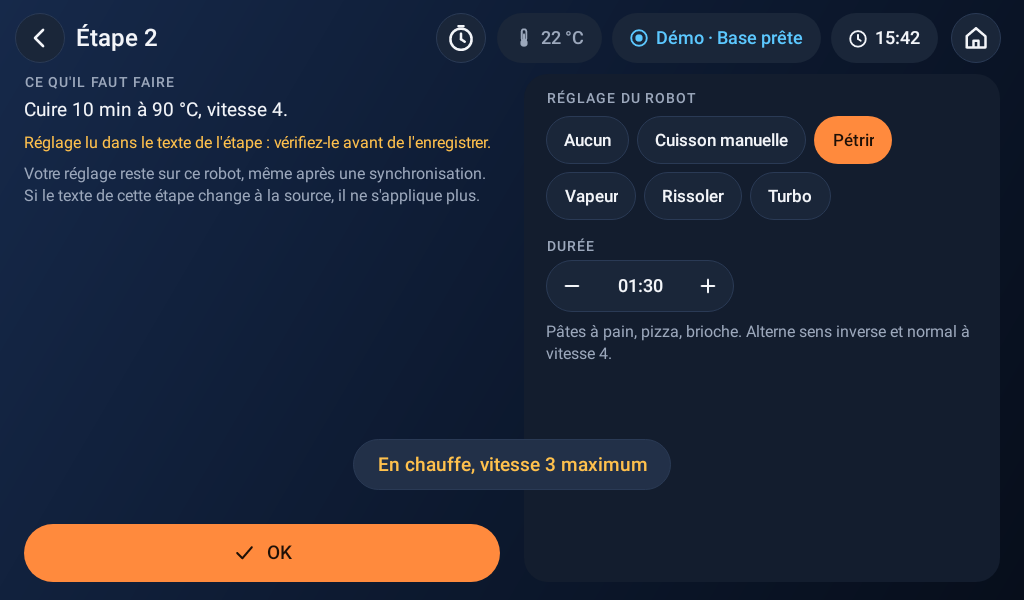 Étape 2
22 °C
Démo · Base prête
15:42
CE QU'IL FAUT FAIRE
Cuire 10 min à 90 °C, vitesse 4.
Réglage lu dans le texte de l'étape : vérifiez-le avant de l'enregistrer.
Votre réglage reste sur ce robot, même après une synchronisation.
Si le texte de cette étape change à la source, il ne s'applique plus.
RÉGLAGE DU ROBOT
Aucun
Cuisson manuelle
Pétrir
Vapeur
Rissoler
Turbo
DURÉE
− 01:30 +
Pâtes à pain, pizza, brioche. Alterne sens inverse et normal à
vitesse 4.
En chauffe, vitesse 3 maximum
OK